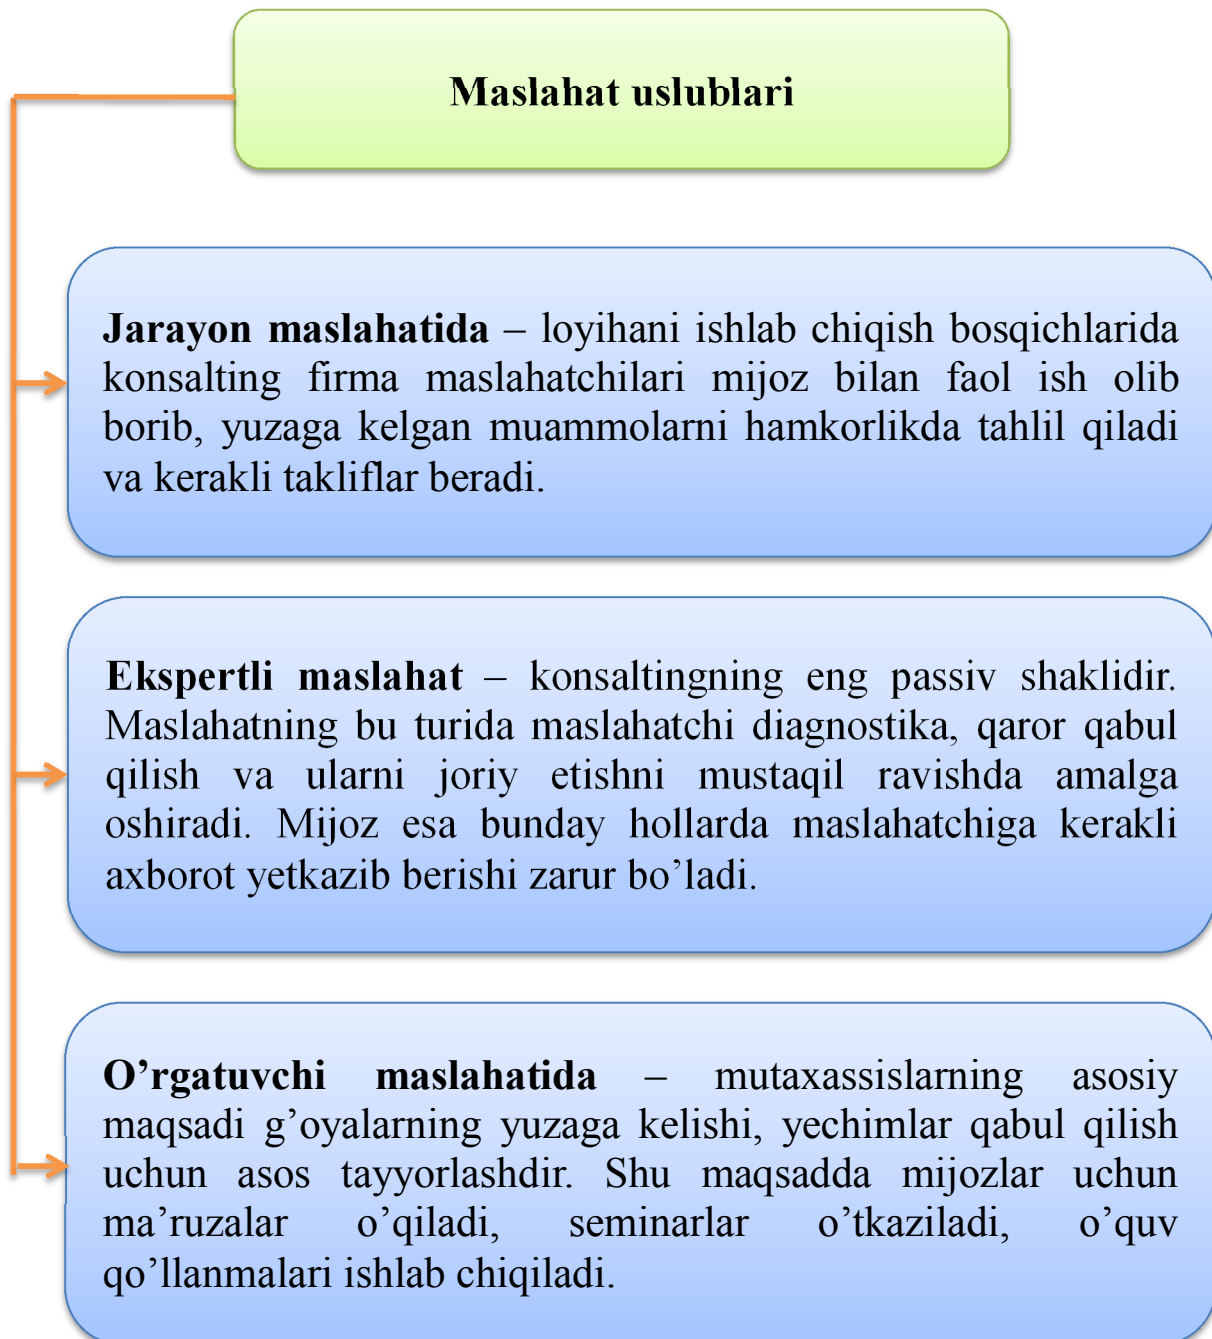 Maslahat uslublari
Jarayon maslahatida – loyihani ishlab chiqish bosqichlarida
konsalting firma maslahatchilari mijoz bilan faol ish olib
borib, yuzaga kelgan muammolarni hamkorlikda tahlil qiladi
va kerakli takliflar beradi.
Ekspertli maslahat – konsaltingning eng passiv shaklidir.
Maslahatning bu turida maslahatchi diagnostika, qaror qabul
qilish va ularni joriy etishni mustaqil ravishda amalga
oshiradi. Mijoz esa bunday hollarda maslahatchiga kerakli
axborot yetkazib berishi zarur bo’ladi.
O’rgatuvchi maslahatida – mutaxassislarning asosiy
maqsadi g’oyalarning yuzaga kelishi, yechimlar qabul qilish
uchun asos tayyorlashdir. Shu maqsadda mijozlar uchun
ma’ruzalar o’qiladi, seminarlar o’tkaziladi, o’quv
qo’llanmalari ishlab chiqiladi.